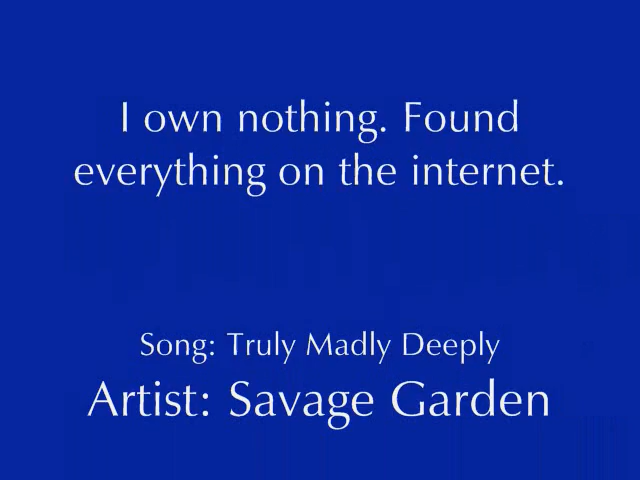 I own nothing. Found
everything on the internet.
Song: Truly Madly Deeply
Artist: Savage Garden